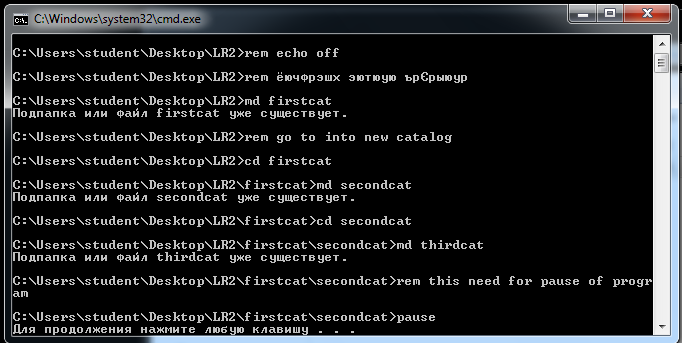 C:\Windows\system32\cmd.exe
C:\Users\student\Desktop\LR2>rem echo off
C:\Users\student\Desktop\LR2>rem ёючфрэшх эютюую ърЄрыюур
C:\Users\student\Desktop\LR2>md firstcat
Подпапка или файл firstcat уже существует.
C:\Users\student\Desktop\LR2>rem go to into new catalog
C:\Users\student\Desktop\LR2>cd firstcat
C:\Users\student\Desktop\LR2\firstcat>md secondcat
Подпапка или файл secondcat уже существует.
C:\Users\student\Desktop\LR2\firstcat>cd secondcat
C:\Users\student\Desktop\LR2\firstcat\secondcat>md thirdcat
Подпапка или файл thirdcat уже существует.
C:\Users\student\Desktop\LR2\firstcat\secondcat>rem this need for pause of progr
am
C:\Users\student\Desktop\LR2\firstcat\secondcat>pause
Для продолжения нажмите любую клавишу . . .